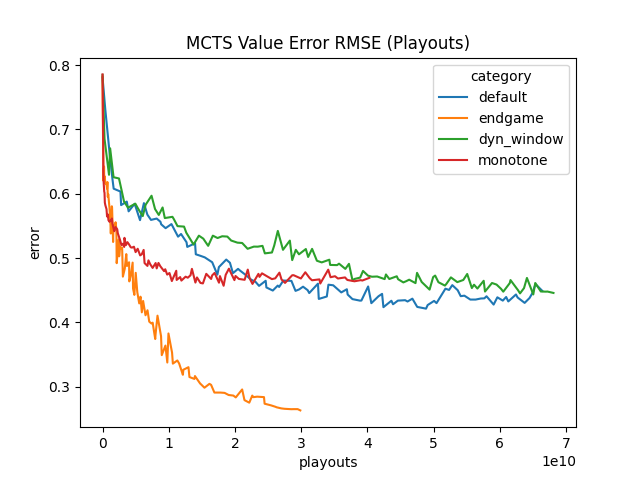 MCTS Value Error RMSE (Playouts)
category
default
endgame
dyn_window
monotone
error
0.8
0.7
0.6
0.5
0.4
0.3
0 1 2 3 4 5 6 7
1e10
playouts